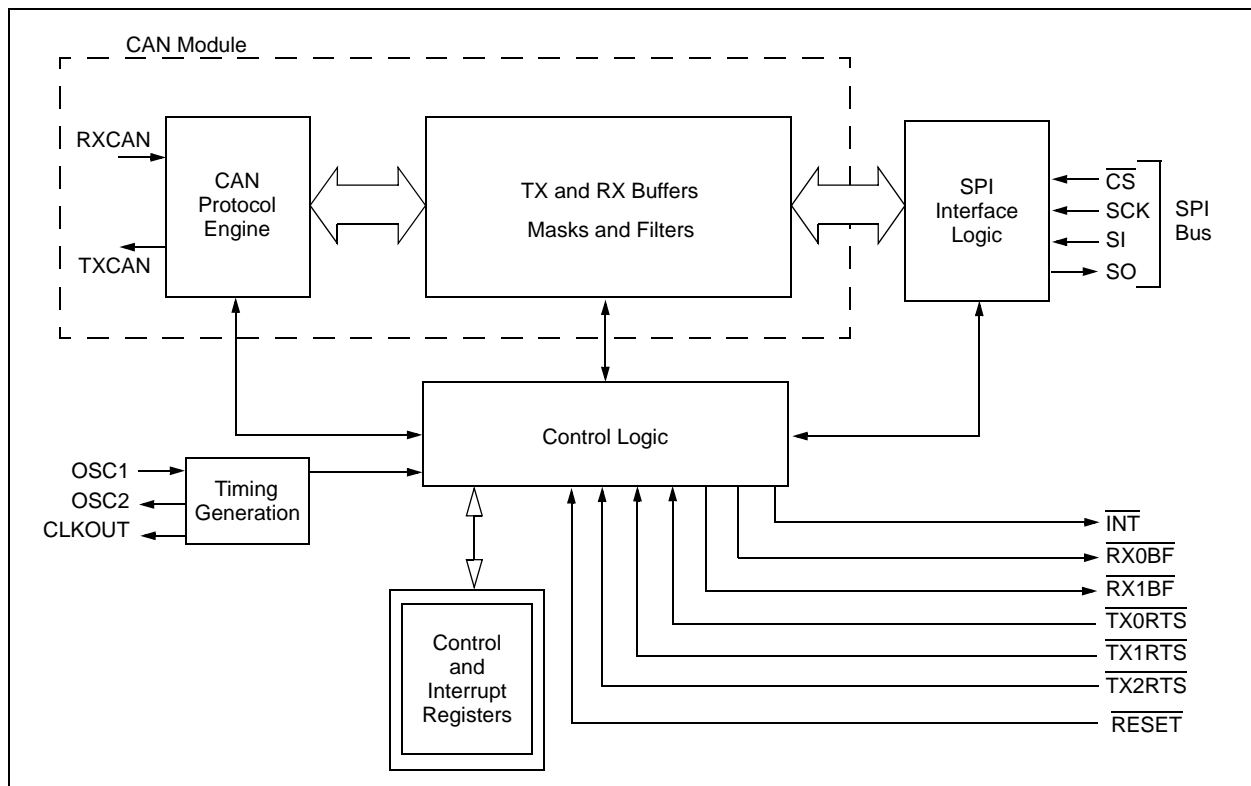 CAN Module
RXCAN
TXCAN
CAN
Protocol
Engine
TX and RX Buffers
Masks and Filters
SPI
Interface
Logic
CS
SCK
SI
SO
SPI
Bus
Control Logic
OSC1
OSC2
CLKOUT
Timing
Generation
Control
and
Interrupt
Registers
INT
RX0BF
RX1BF
TX0RTS
TX1RTS
TX2RTS
RESET